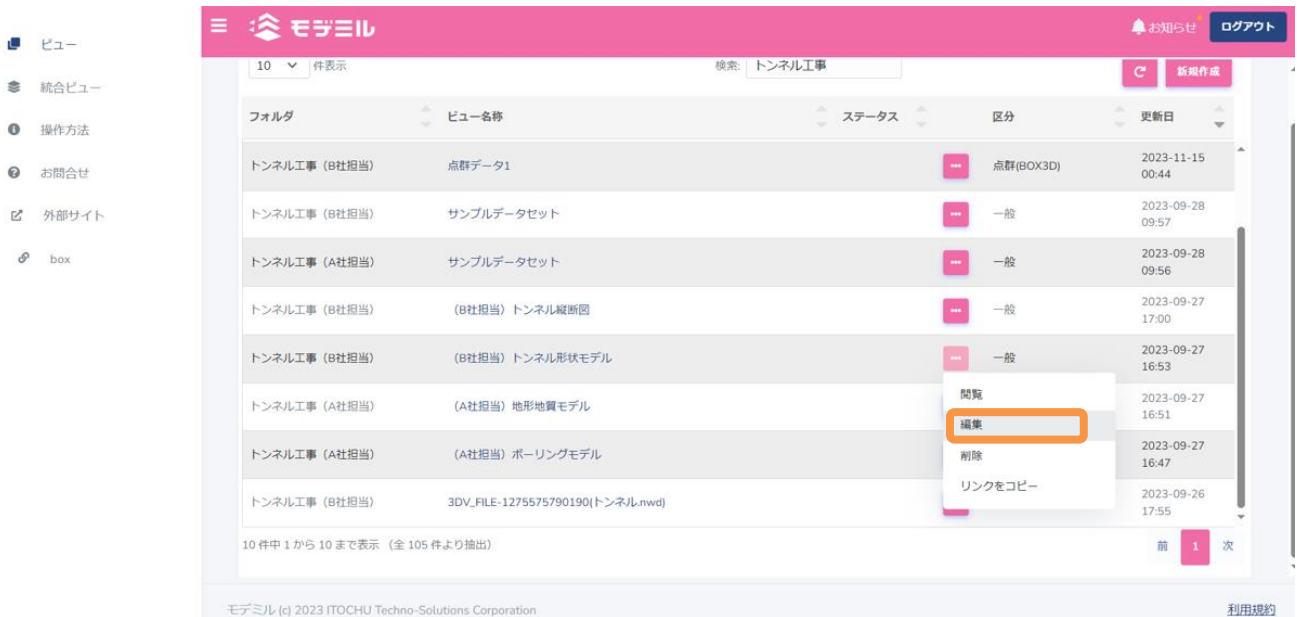 モデミル
お知らせ
ログアウト
ビュー
統合ビュー
操作方法
お問合せ
外部サイト
box
10 件表示
検索: トンネル工事
新規作成
フォルダ ビュー名称 ステータス 区分 更新日
トンネル工事（B社担当） 点群データ1 点群(BOX3D) 2023-11-15
00:44
トンネル工事（B社担当） サンプルデータセット 一般 2023-09-28
09:57
トンネル工事（A社担当） サンプルデータセット 一般 2023-09-28
09:56
トンネル工事（B社担当） （B社担当）トンネル縦断図 一般 2023-09-27
17:00
トンネル工事（B社担当） （B社担当）トンネル形状モデル 一般 2023-09-27
16:53
トンネル工事（A社担当） （A社担当）地形地質モデル 2023-09-27
16:51
トンネル工事（A社担当） （A社担当）ボーリングモデル 2023-09-27
16:47
トンネル工事（B社担当） 3DV_FILE-1275575790190(トンネル.nwd) 2023-09-26
17:55
閲覧
編集
削除
リンクをコピー
10 件中 1 から 10 まで表示 （全 105 件より抽出）
前 1 次
モデミル (c) 2023 ITOCHU Techno-Solutions Corporation
利用規約